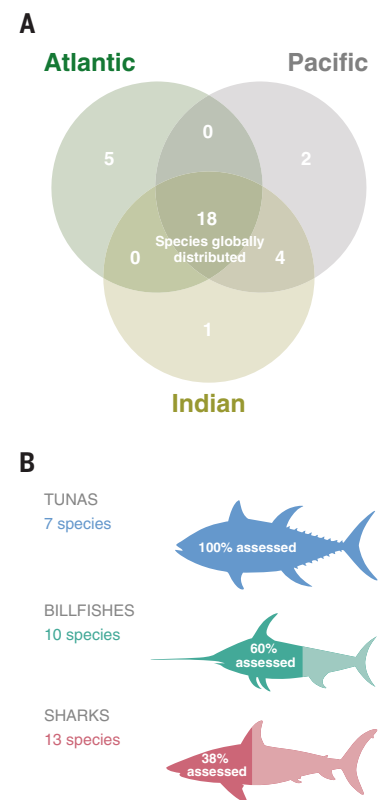 A
Atlantic
Pacific
0
5
2
18
Species globally
distributed
0
4
1
Indian
B
TUNAS
7 species
100% assessed
BILLFISHES
10 species
60%
assessed
SHARKS
13 species
38%
assessed